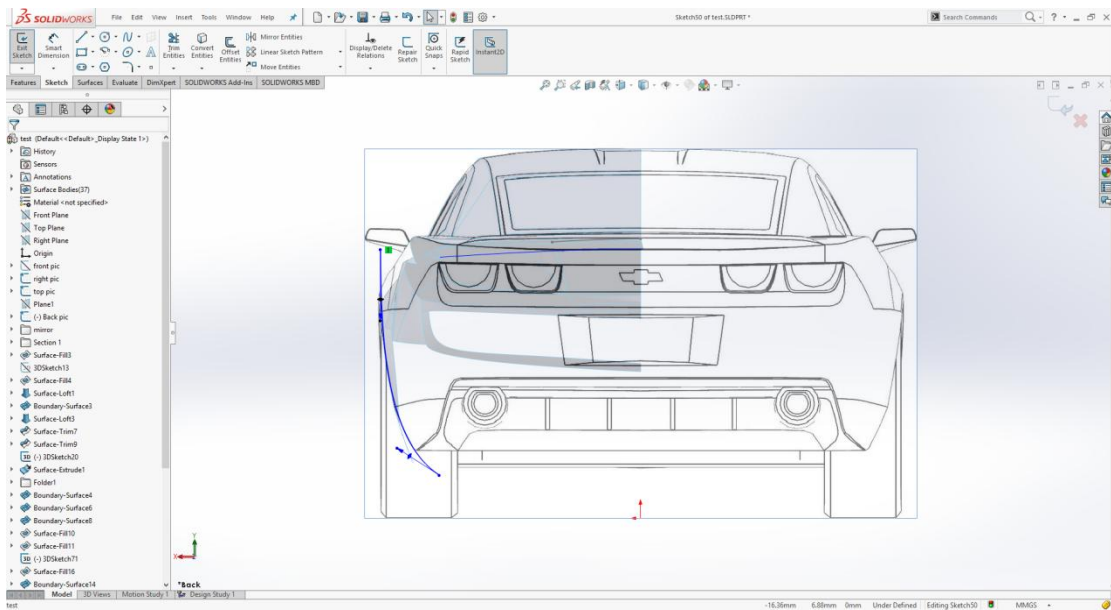 SOLIDWORKS File Edit View Insert Tools Window Help Sketch50 of test.SLDPRT * Search Commands
Exit Sketch Smart Dimension Trim Entities Convert Entities Offset Entities Mirror Entities Linear Sketch Pattern Move Entities Display/Delete Relations Repair Sketch Quick Snaps Rapid Sketch Instant2D
Features Sketch Surfaces Evaluate DimXpert SOLIDWORKS Add-Ins SOLIDWORKS MBD
test (Default<<Default>_Display State 1>)
History
Sensors
Annotations
Surface Bodies(37)
Material <not specified>
Front Plane
Top Plane
Right Plane
Origin
front pic
right pic
top pic
Plane1
(-) Back pic
mirror
Section 1
Surface-Fill3
3DSketch13
Surface-Fill4
Surface-Loft1
Boundary-Surface3
Surface-Loft3
Surface-Trim7
Surface-Trim9
3D (-) 3DSketch20
Surface-Extrude1
Folder1
Boundary-Surface4
Boundary-Surface6
Boundary-Surface8
Surface-Fill10
Surface-Fill11
3D (-) 3DSketch71
Surface-Fill16
Boundary-Surface14
Y
X
*Back
Model 3D Views Motion Study 1 Design Study 1
test -16.36mm 6.88mm 0mm Under Defined Editing Sketch50 MMGS